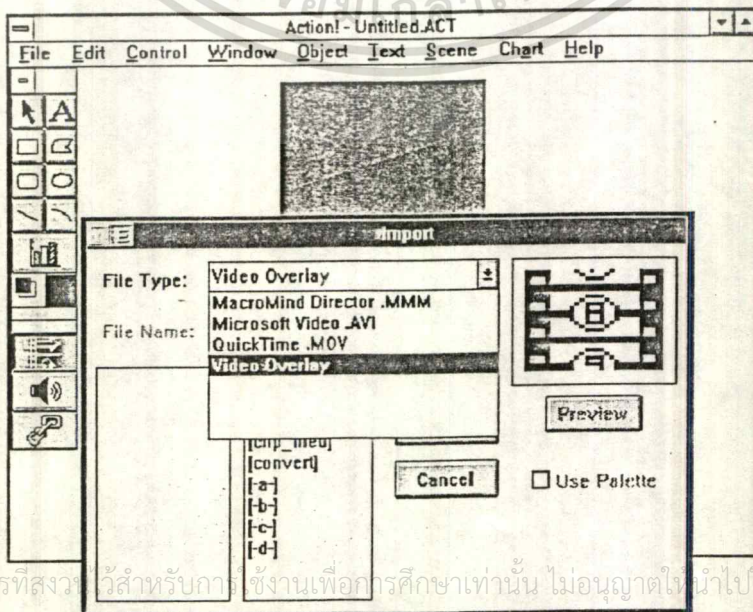 Action! - Untitled.ACT
File Edit Control Window Object Text Scene Chart Help
A
Import
File Type: Video Overlay
MacroMind Director .MMM
Microsoft Video .AVI
QuickTime .MOV
Video Overlay
File Name:
Preview
[convert]
[-a-]
[-b-]
[-c-]
[-d-]
Cancel
Use Palette
ไว้สำหรับการใช้งานเพื่อการศึกษาเท่านั้น ไม่อนุญาตให้นำไป